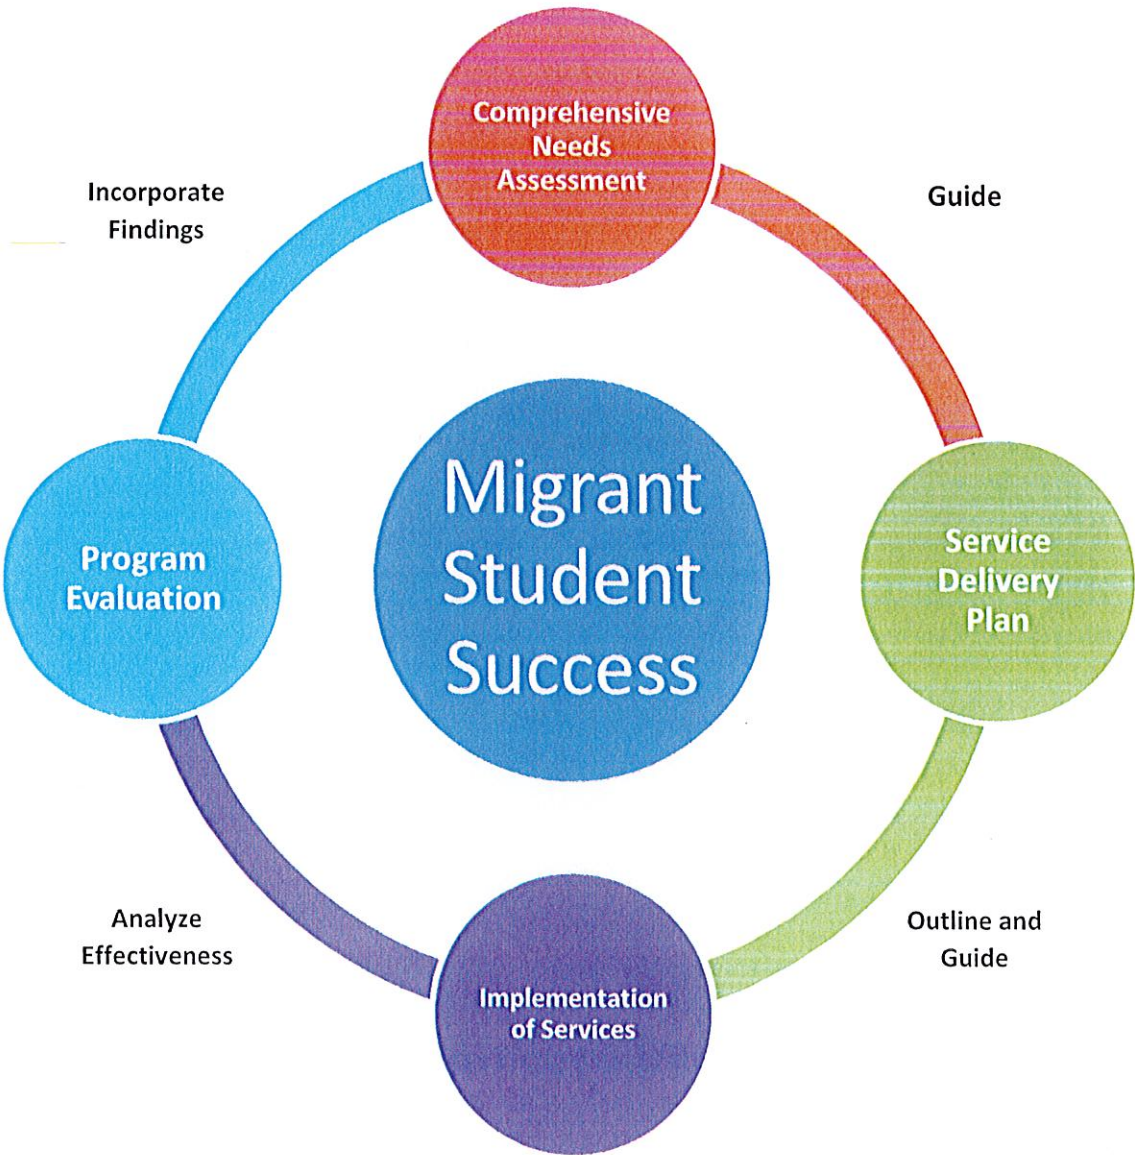 Comprehensive
Needs
Assessment
Incorporate
Findings
Guide
Migrant
Student
Success
Program
Evaluation
Service
Delivery
Plan
Analyze
Effectiveness
Outline and
Guide
Implementation
of Services